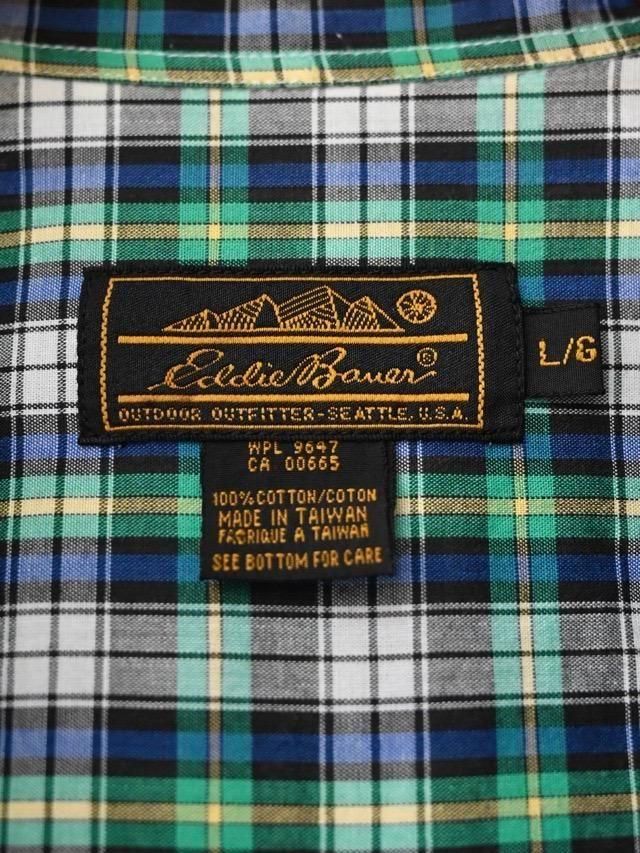 Eddie Bauer®
OUTDOOR OUTFITTER-SEATTLE, U.S.A.
L/G
WPL 9647
CA 00665
100% COTTON/COTON
MADE IN TAIWAN
FABRIQUE A TAIWAN
SEE BOTTOM FOR CARE